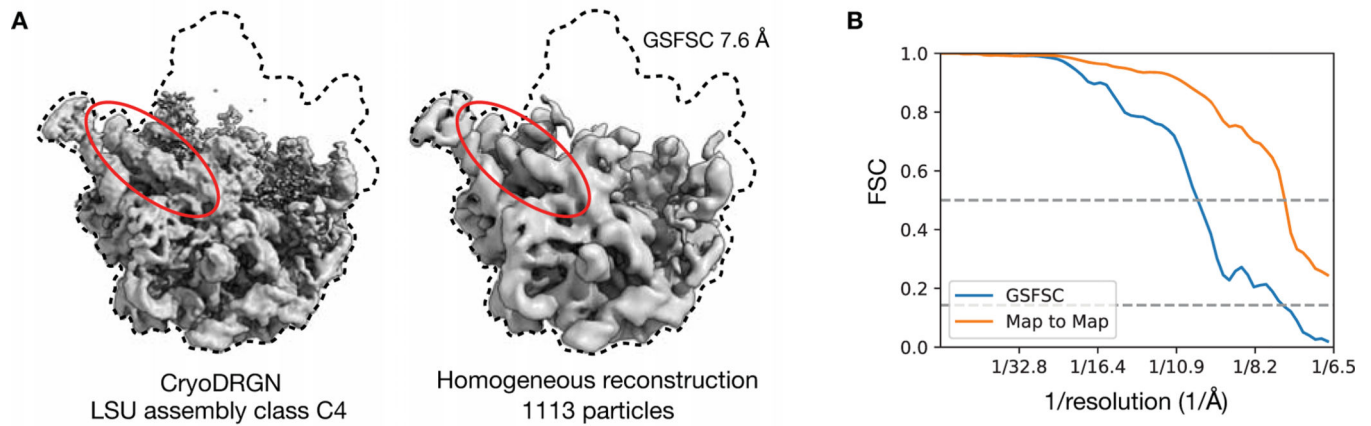 A
GSFSC 7.6 Å
CryoDRGN
LSU assembly class C4
Homogeneous reconstruction
1113 particles
B
1.0
0.8
0.6
0.4
0.2
0.0
FSC
GSFSC
Map to Map
1/32.8
1/16.4
1/10.9
1/8.2
1/6.5
1/resolution (1/Å)